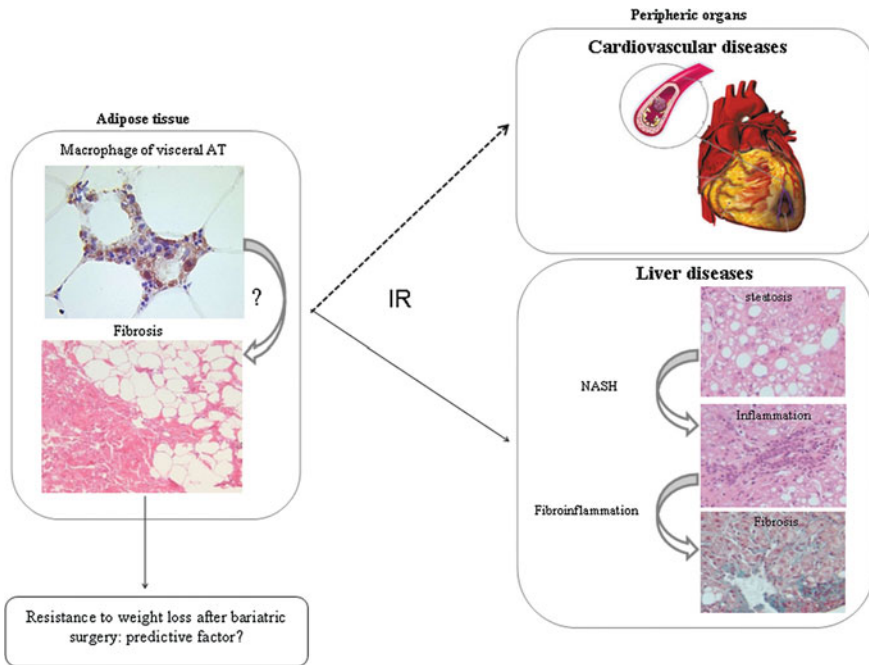 Adipose tissue
Macrophage of visceral AT
?
Fibrosis
Resistance to weight loss after bariatric
surgery: predictive factor?
IR
Peripheric organs
Cardiovascular diseases
Liver diseases
steatosis
NASH
Inflammation
Fibroinflammation
Fibrosis